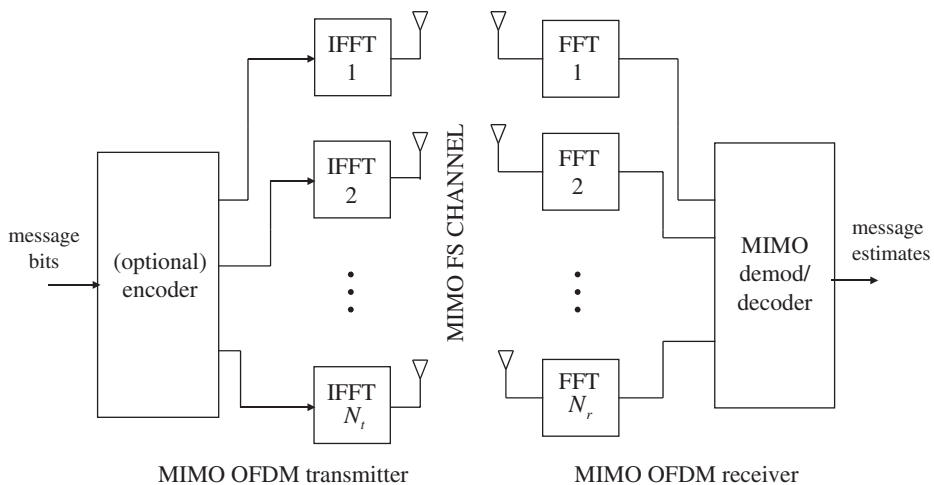 message
bits
(optional)
encoder
IFFT
1
IFFT
2
IFFT
N_t
MIMO FS CHANNEL
FFT
1
FFT
2
FFT
N_r
MIMO
demod/
decoder
message
estimates
MIMO OFDM transmitter
MIMO OFDM receiver